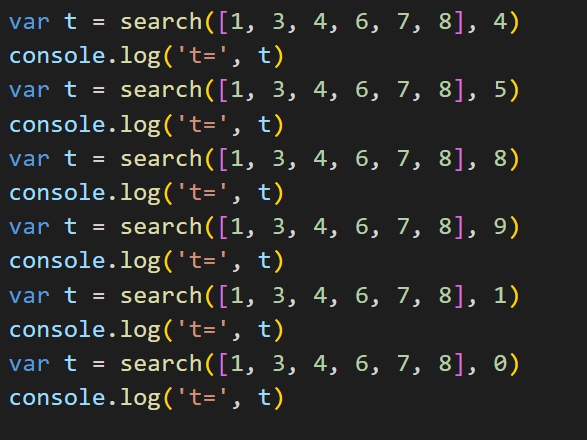 var t = search([1, 3, 4, 6, 7, 8], 4)
console.log('t=', t)
var t = search([1, 3, 4, 6, 7, 8], 5)
console.log('t=', t)
var t = search([1, 3, 4, 6, 7, 8], 8)
console.log('t=', t)
var t = search([1, 3, 4, 6, 7, 8], 9)
console.log('t=', t)
var t = search([1, 3, 4, 6, 7, 8], 1)
console.log('t=', t)
var t = search([1, 3, 4, 6, 7, 8], 0)
console.log('t=', t)